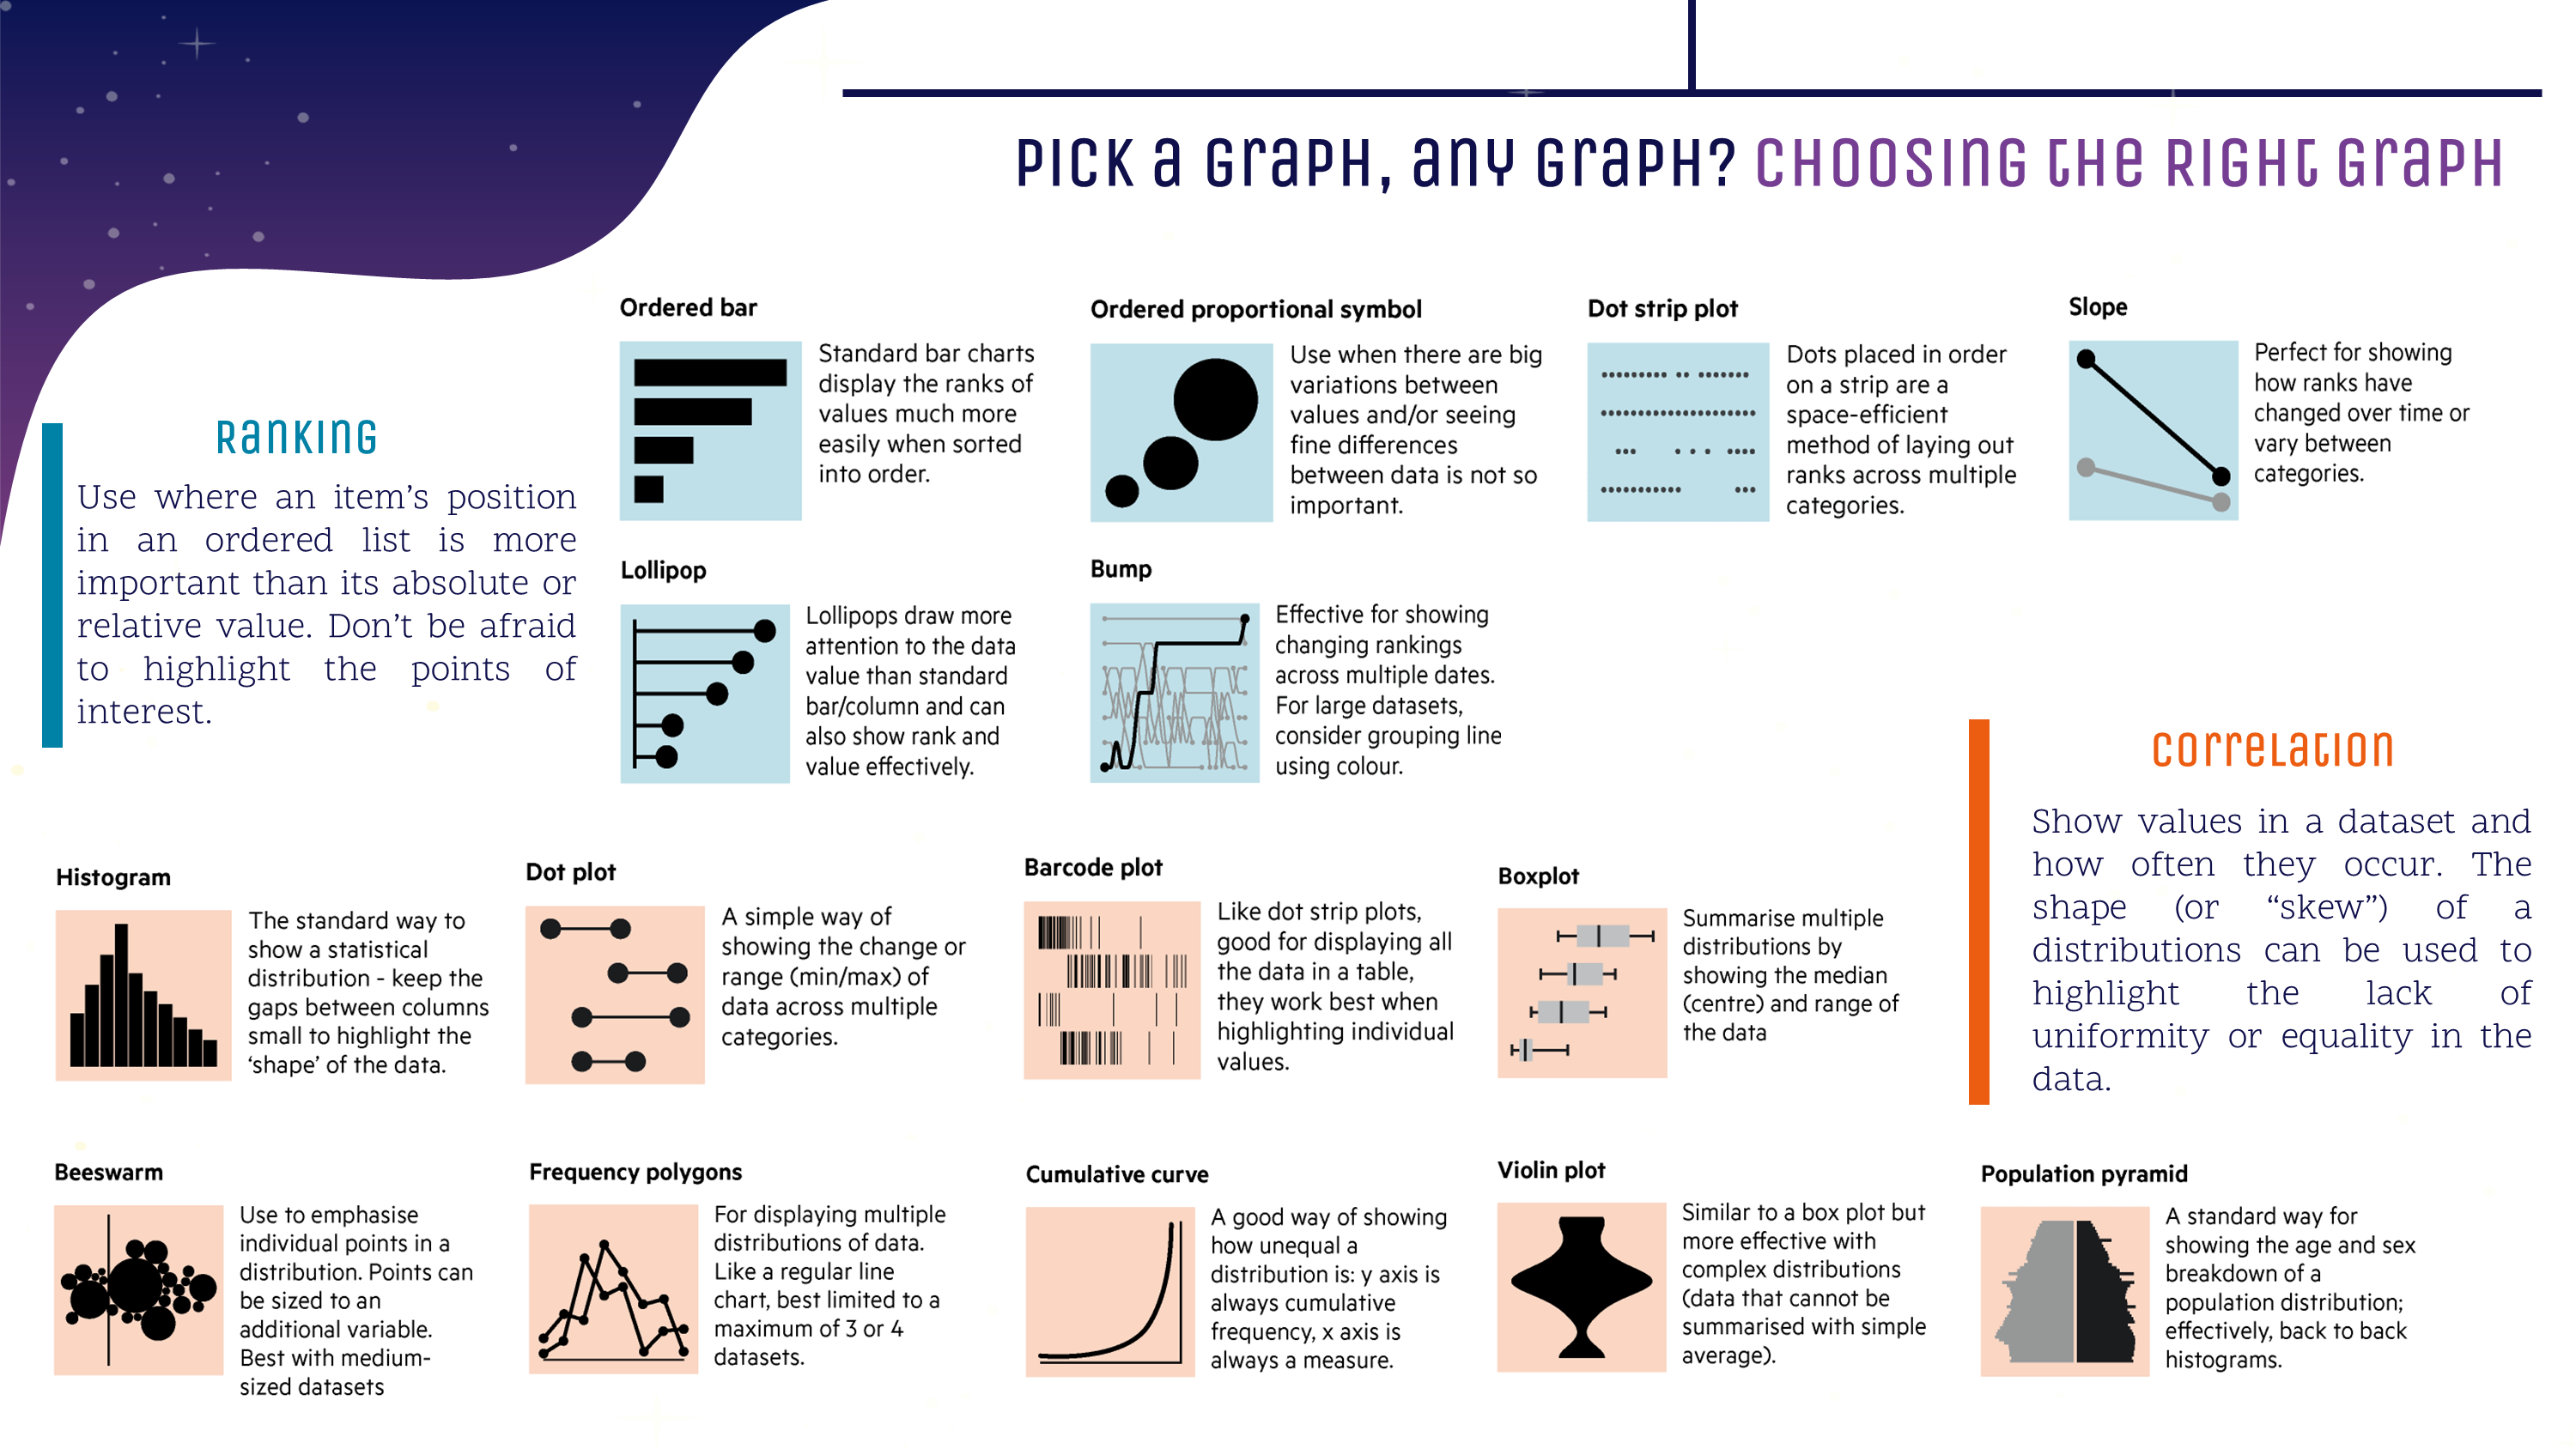 PICK a GraPH, any GraPH? CHOOSING tHe RIGHt GraPH
RanKING
Use where an item's position
in an ordered list is more
important than its absolute or
relative value. Don't be afraid
to highlight the points of
interest.
Ordered bar
Standard bar charts
display the ranks of
values much more
easily when sorted
into order.
Ordered proportional symbol
Use when there are big
variations between
values and/or seeing
fine differences
between data is not so
important.
Dot strip plot
Dots placed in order
on a strip are a
space-efficient
method of laying out
ranks across multiple
categories.
Slope
Perfect for showing
how ranks have
changed over time or
vary between
categories.
Lollipop
Lollipops draw more
attention to the data
value than standard
bar/column and can
also show rank and
value effectively.
Bump
Effective for showing
changing rankings
across multiple dates.
For large datasets,
consider grouping line
using colour.
correLatIon
Show values in a dataset and
how often they occur. The
shape (or “skew”) of a
distributions can be used to
highlight the lack of
uniformity or equality in the
data.
Histogram
The standard way to
show a statistical
distribution - keep the
gaps between columns
small to highlight the
‘shape’ of the data.
Dot plot
A simple way of
showing the change or
range (min/max) of
data across multiple
categories.
Barcode plot
Like dot strip plots,
good for displaying all
the data in a table,
they work best when
highlighting individual
values.
Boxplot
Summarise multiple
distributions by
showing the median
(centre) and range of
the data
Beeswarm
Use to emphasise
individual points in a
distribution. Points can
be sized to an
additional variable.
Best with medium-
sized datasets
Frequency polygons
For displaying multiple
distributions of data.
Like a regular line
chart, best limited to a
maximum of 3 or 4
datasets.
Cumulative curve
A good way of showing
how unequal a
distribution is: y axis is
always cumulative
frequency, x axis is
always a measure.
Violin plot
Similar to a box plot but
more effective with
complex distributions
(data that cannot be
summarised with simple
average).
Population pyramid
A standard way for
showing the age and sex
breakdown of a
population distribution;
effectively, back to back
histograms.